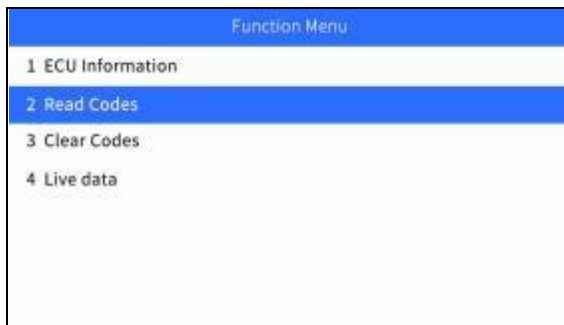 Function Menu
1 ECU Information
2 Read Codes
3 Clear Codes
4 Live data